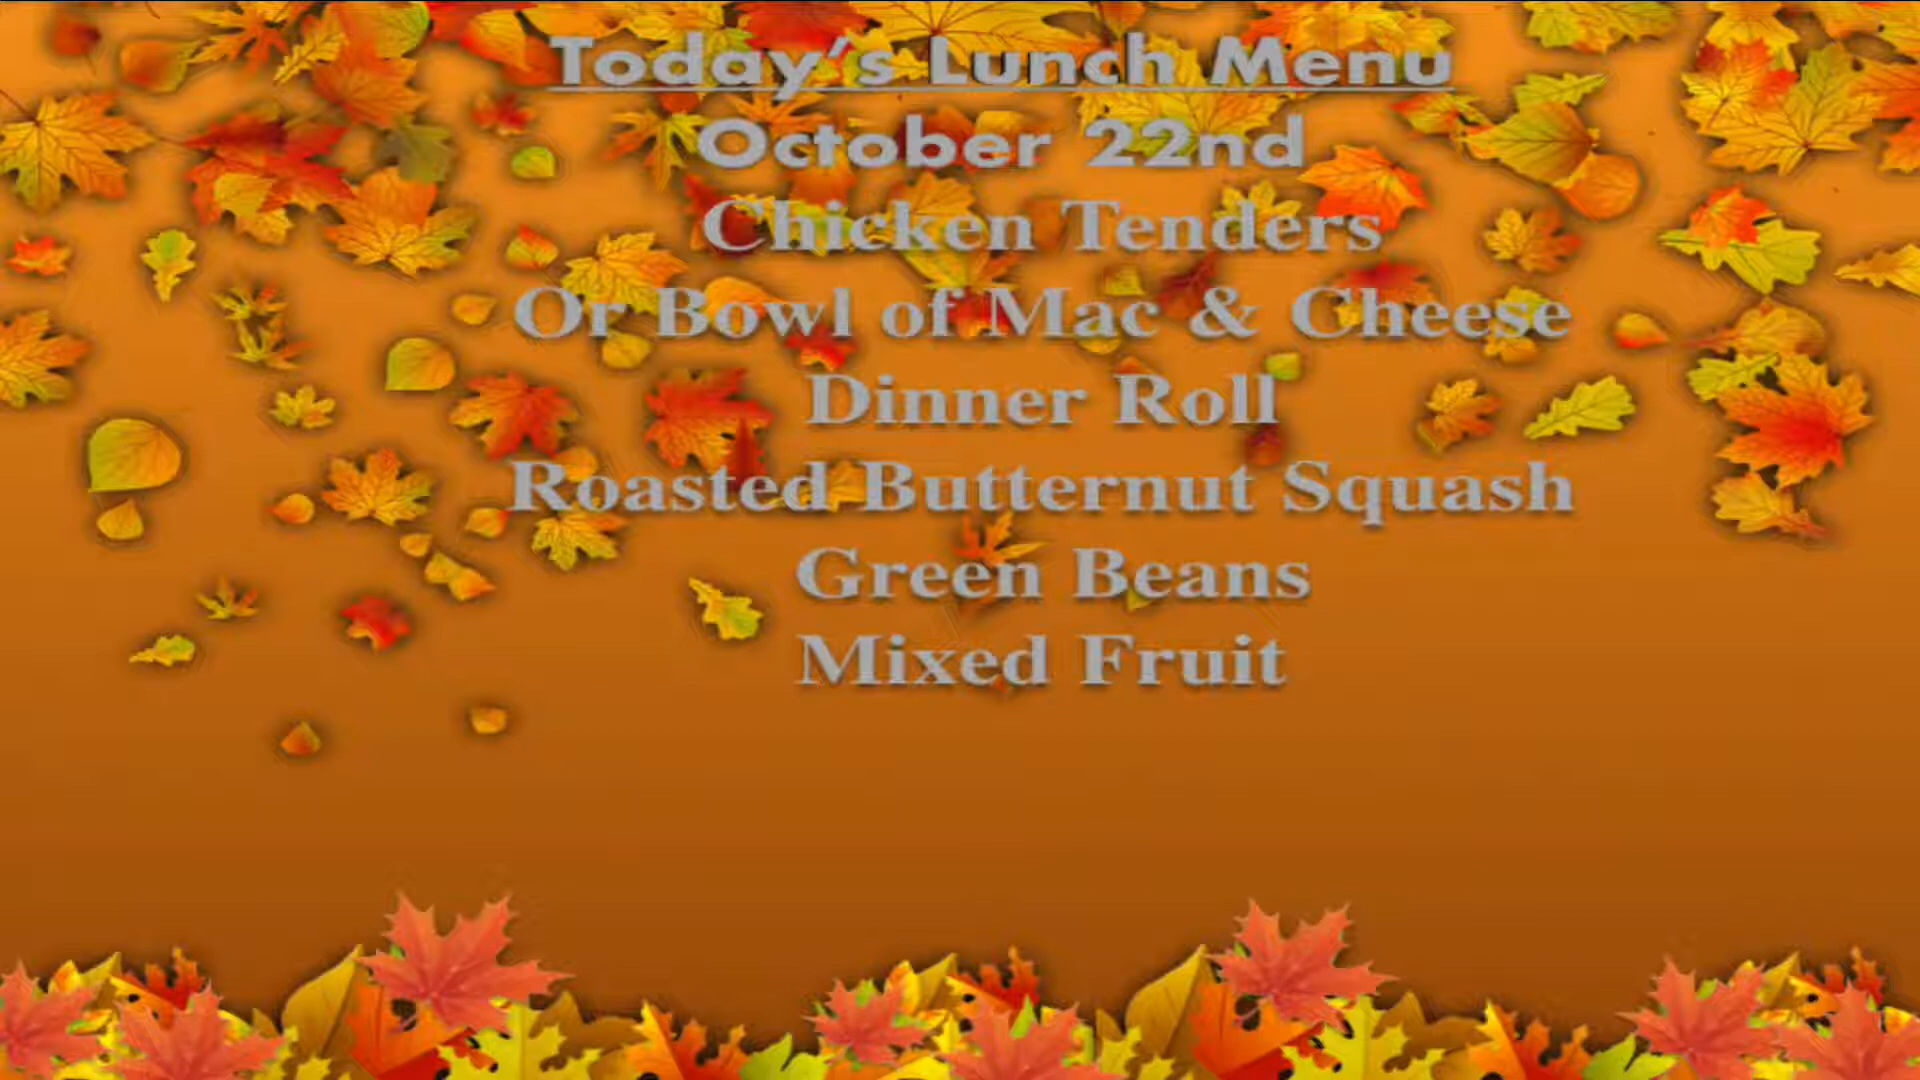 Today's Lunch Menu
October 22nd
Chicken Tenders
Or Bowl of Mac & Cheese
Dinner Roll
Roasted Butternut Squash
Green Beans
Mixed Fruit